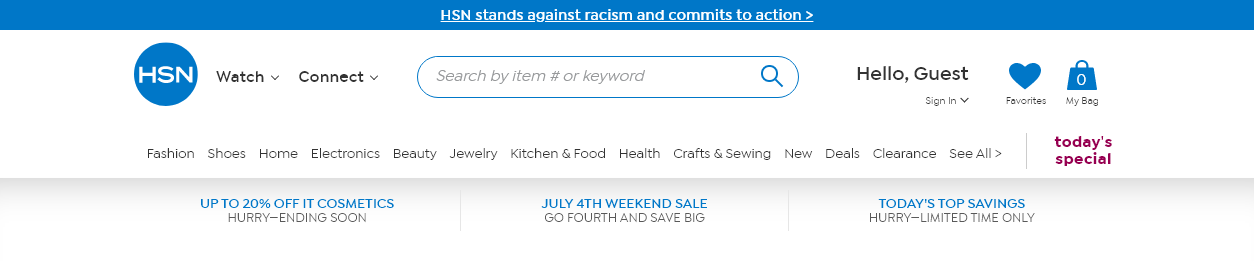 HSN stands against racism and commits to action >
HSN
Watch
Connect
Search by item # or keyword
Hello, Guest
Sign In
Favorites
0
My Bag
Fashion Shoes Home Electronics Beauty Jewelry Kitchen & Food Health Crafts & Sewing New Deals Clearance See All >
today's
special
UP TO 20% OFF IT COSMETICS
HURRY—ENDING SOON
JULY 4TH WEEKEND SALE
GO FOURTH AND SAVE BIG
TODAY'S TOP SAVINGS
HURRY—LIMITED TIME ONLY